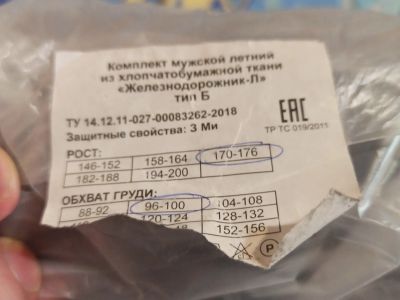 Комплект мужской летний
из хлопчатобумажной ткани
«Железнодорожник-Л»
тип Б
ТУ 14.12.11-027-00083262-2018
Защитные свойства: З Ми
EAC
ТР ТС 019/2011
РОСТ:
146-152 158-164 170-176
182-188 194-200
ОБХВАТ ГРУДИ:
88-92 96-100 104-108
120-124 128-132
152-156
P